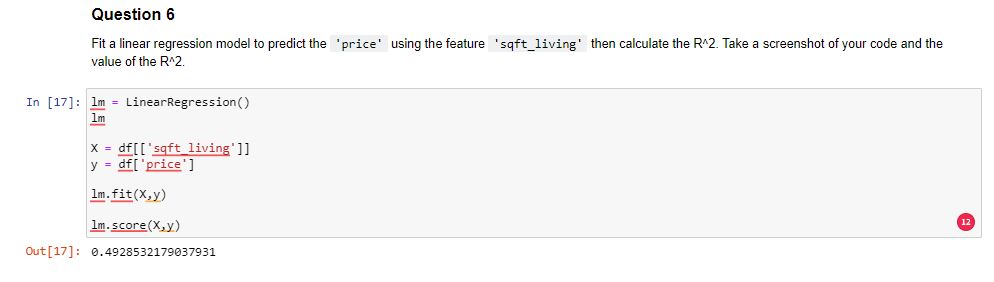 Question 6
Fit a linear regression model to predict the 'price' using the feature 'sqft_living' then calculate the R^2. Take a screenshot of your code and the
value of the R^2.
In [17]: lm = LinearRegression()
lm
X = df[['sqft_living']]
y = df['price']
lm.fit(X,y)
lm.score(X,y)
12
Out[17]: 0.4928532179037931